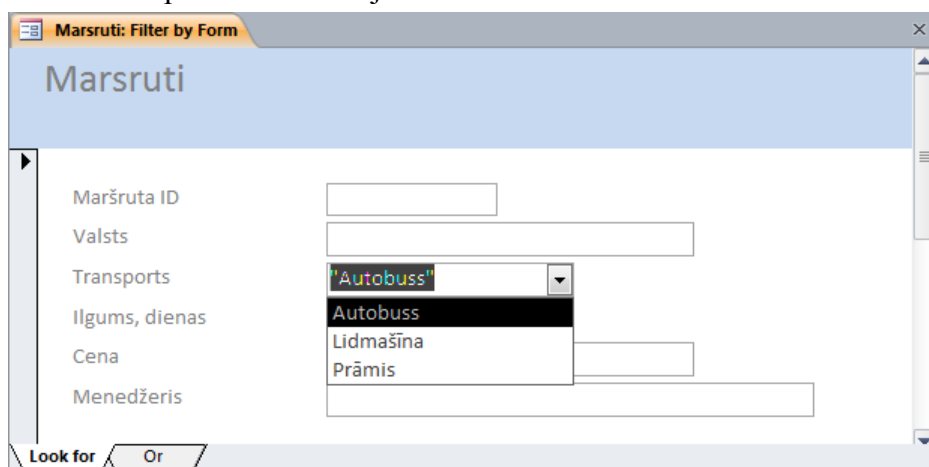 Marsruti: Filter by Form
Marsruti
Maršruta ID
Valsts
Transports "Autobuss"
Autobuss
Ilgums, dienas
Lidmašīna
Cena
Prāmis
Menedžeris
Look for Or